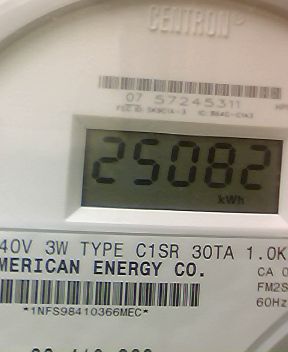 CENTRON
07 57245311
25082
kWh
40V 3W TYPE C1SR 30TA 1.0K
MERICAN ENERGY CO.
CA 0
FM2S
60Hz
*1NFS98410366MEC*